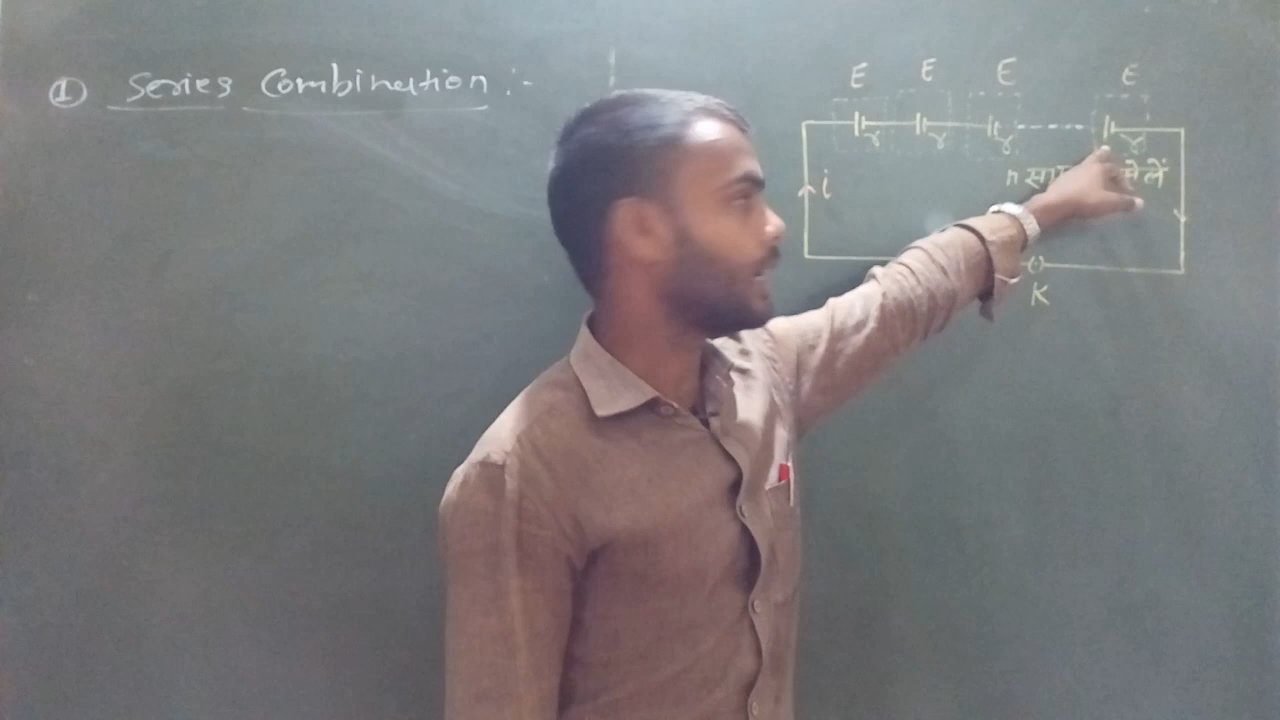 ① Series Combination :-
E E E E
r r r r
i
n
K